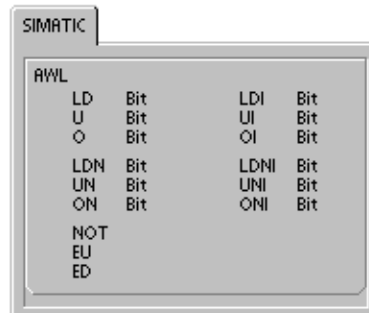 SIMATIC
AWL
LD Bit LDI Bit
U Bit UI Bit
O Bit OI Bit
LDN Bit LDNI Bit
UN Bit UNI Bit
ON Bit ONI Bit
NOT
EU
ED